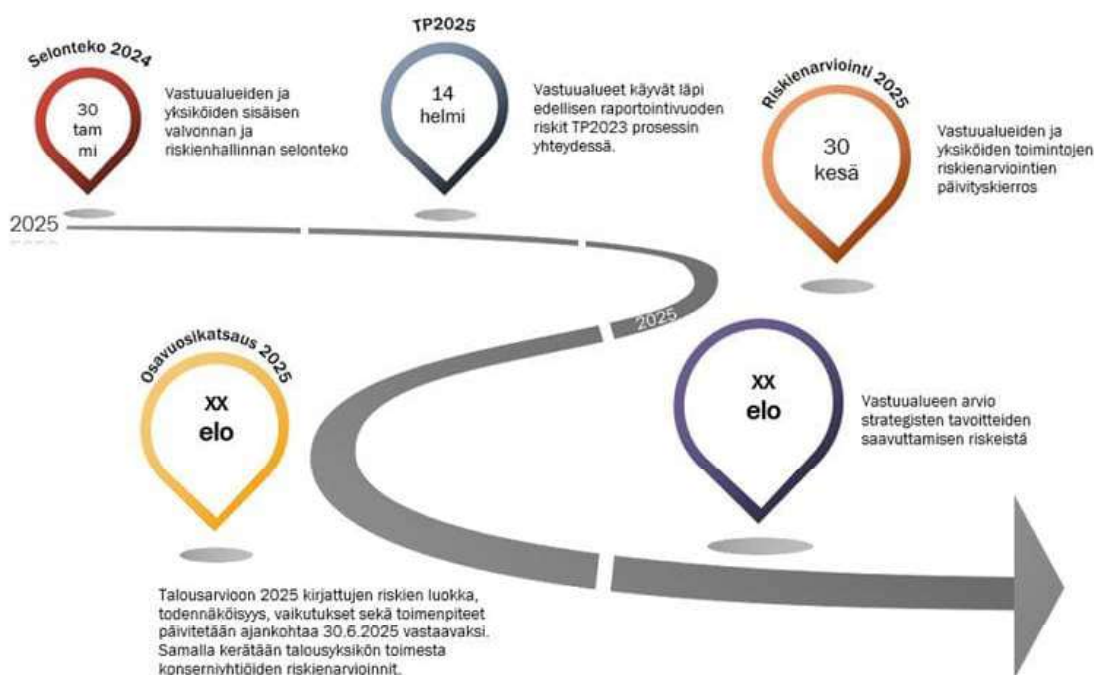 Selonteko 2024
30
tam
mi
Vastuualueiden ja
yksiköiden sisäisen
valvonnan ja
riskienhallinnan selonteko
TP2025
14
helmi
Vastuualueet käyvät läpi
edellisen raportointivuoden
riskit TP2023 prosessin
yhteydessä.
Riskienarviointi 2025
30
kesä
Vastuualueiden ja
yksiköiden toimintojen
riskienarviointien
päivityskierros
2025
2025
Osavuosikatsaus 2025
xx
elo
Talousarvioon 2025 kirjattujen riskien luokka,
todennäköisyys, vaikutukset sekä toimenpiteet
päivitetään ajankohtaa 30.6.2025 vastaavaksi.
Samalla kerätään talousyksikön toimesta
konserniyhtiöiden riskienarvioinnit.
xx
elo
Vastuualueen arvio
strategisten tavoitteiden
saavuttamisen riskeistä